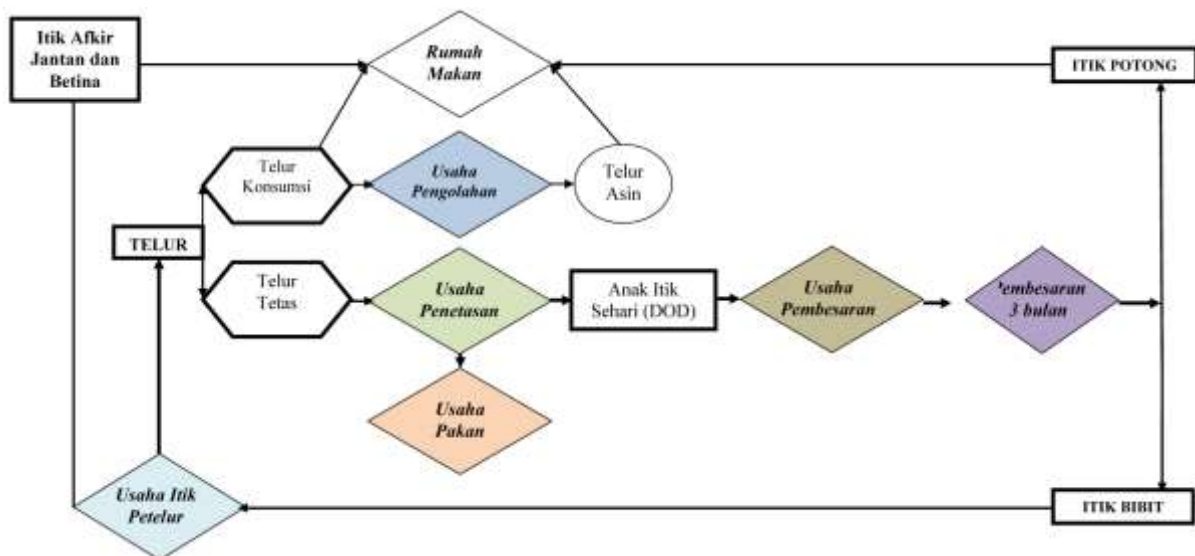 Itik Afkir
Jantan dan
Betina
Rumah
Makan
ITIK POTONG
Telur
Konsumsi
Usaha
Pengolahan
Telur
Asin
TELUR
Telur
Tetas
Usaha
Penetasan
Anak Itik
Sehari (DOD)
Usaha
Pembesaran
Pembesaran
3 bulan
Usaha
Pakan
Usaha Itik
Petelur
ITIK BIBIT